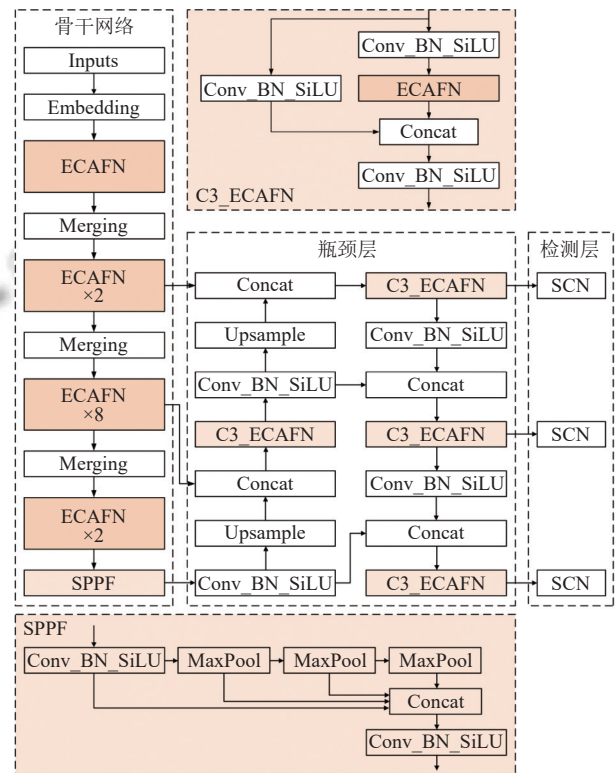 骨干网络
Inputs
Embedding
ECAFN
Merging
ECAFN
×2
Merging
ECAFN
×8
Merging
ECAFN
×2
SPPF
Conv_BN_SiLU
Conv_BN_SiLU
ECAFN
Concat
Conv_BN_SiLU
C3_ECAFN
瓶颈层
Concat
C3_ECAFN
Upsample
Conv_BN_SiLU
Conv_BN_SiLU
Concat
C3_ECAFN
C3_ECAFN
Concat
Conv_BN_SiLU
Upsample
Concat
Conv_BN_SiLU
C3_ECAFN
检测层
SCN
SCN
SCN
SPPF
Conv_BN_SiLU
MaxPool
MaxPool
MaxPool
Concat
Conv_BN_SiLU